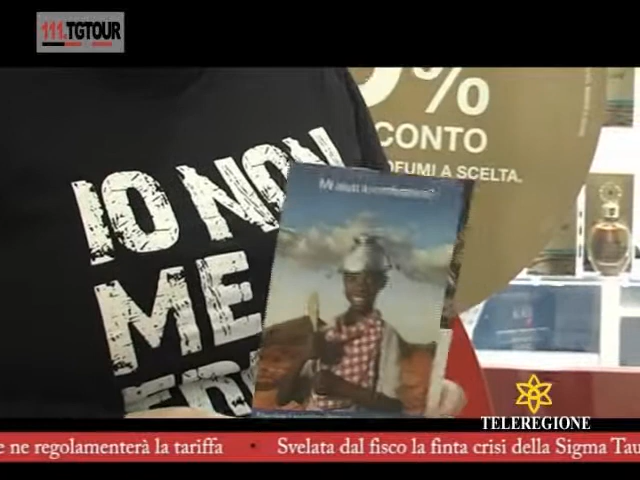 111.TGTOUR
%
CONTO
OFUMI A SCELTA.
IO NON
ME
TELEREGIONE
e ne regolamenterà la tariffa • Svelata dal fisco la finta crisi della Sigma Tau